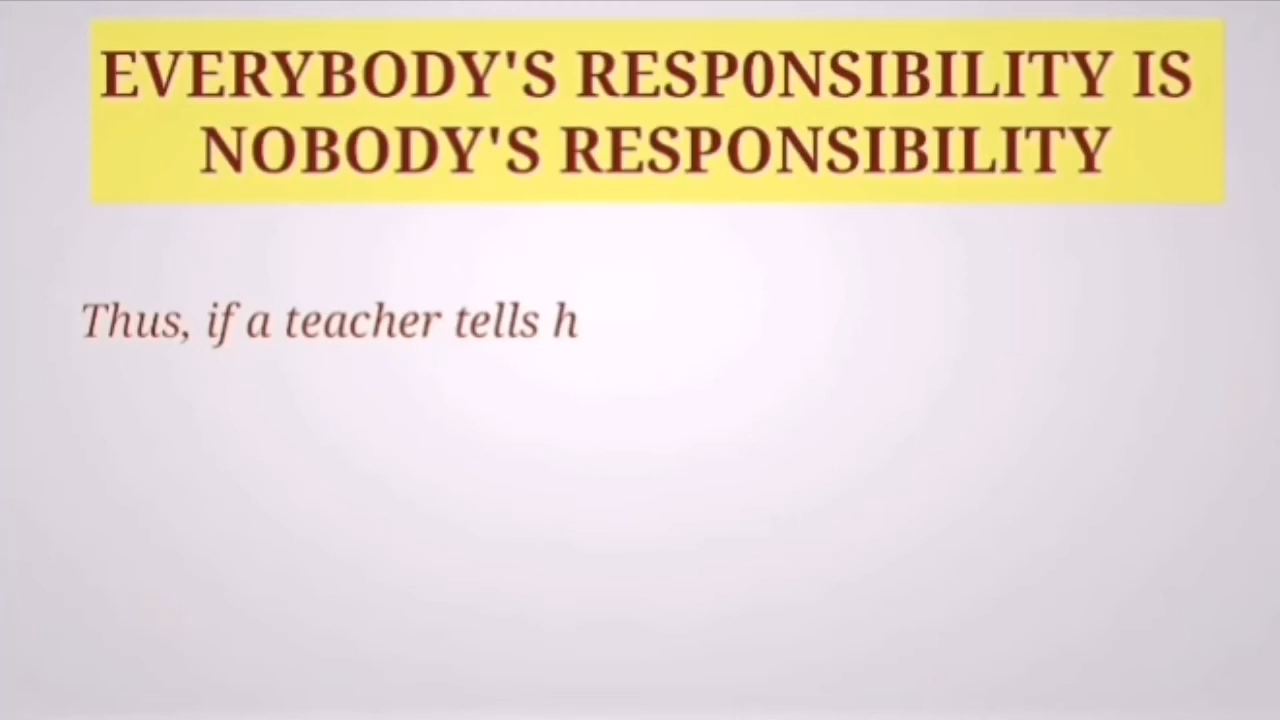 EVERYBODY'S RESP0NSIBILITY IS
NOBODY'S RESPONSIBILITY
Thus, if a teacher tells h